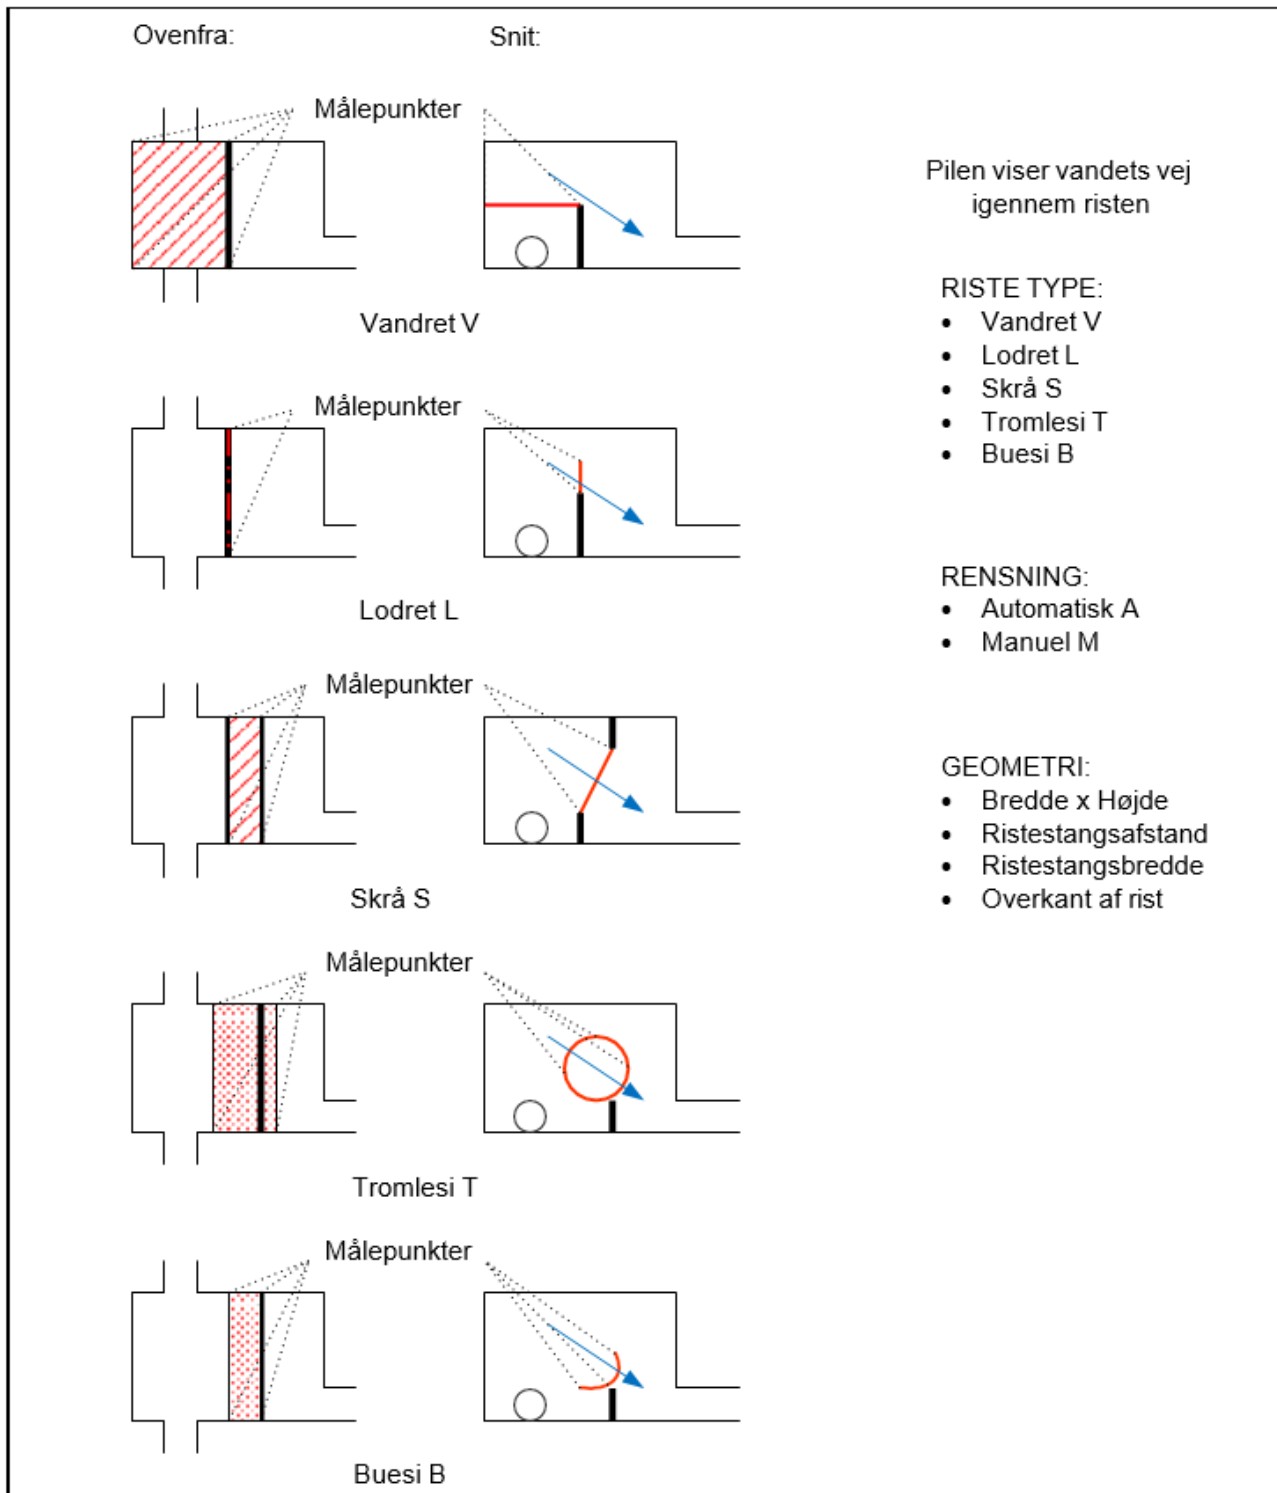 Ovenfra:
Snit:
Målepunkter
Vandret V
Målepunkter
Lodret L
Målepunkter
Skrå S
Målepunkter
Tromlesi T
Målepunkter
Buesi B
Pilen viser vandets vej
igennem risten
RISTE TYPE:
• Vandret V
• Lodret L
• Skrå S
• Tromlesi T
• Buesi B
RENSNING:
• Automatisk A
• Manuel M
GEOMETRI:
• Bredde x Højde
• Ristestangsafstand
• Ristestangsbredde
• Overkant af rist